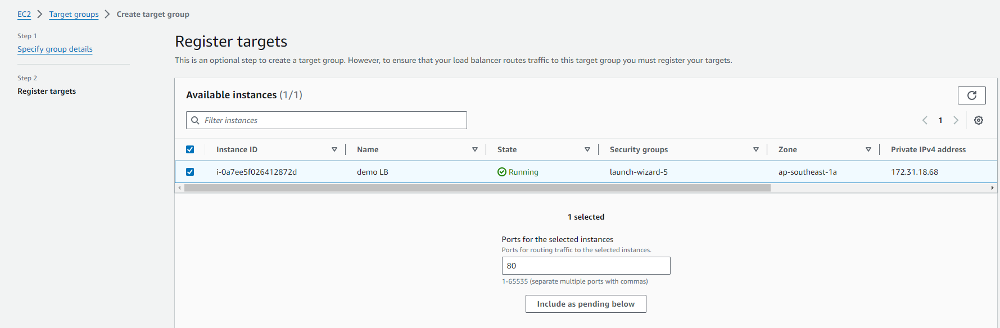 EC2 > Target groups > Create target group
Step 1
Specify group details
Step 2
Register targets
Register targets
This is an optional step to create a target group. However, to ensure that your load balancer routes traffic to this target group you must register your targets.
Available instances (1/1)
Filter instances
1
Instance ID Name State Security groups Zone Private IPv4 address
i-0a7ee5f026412872d demo LB Running launch-wizard-5 ap-southeast-1a 172.31.18.68
1 selected
Ports for the selected instances
Ports for routing traffic to the selected instances.
80
1-65535 (separate multiple ports with commas)
Include as pending below